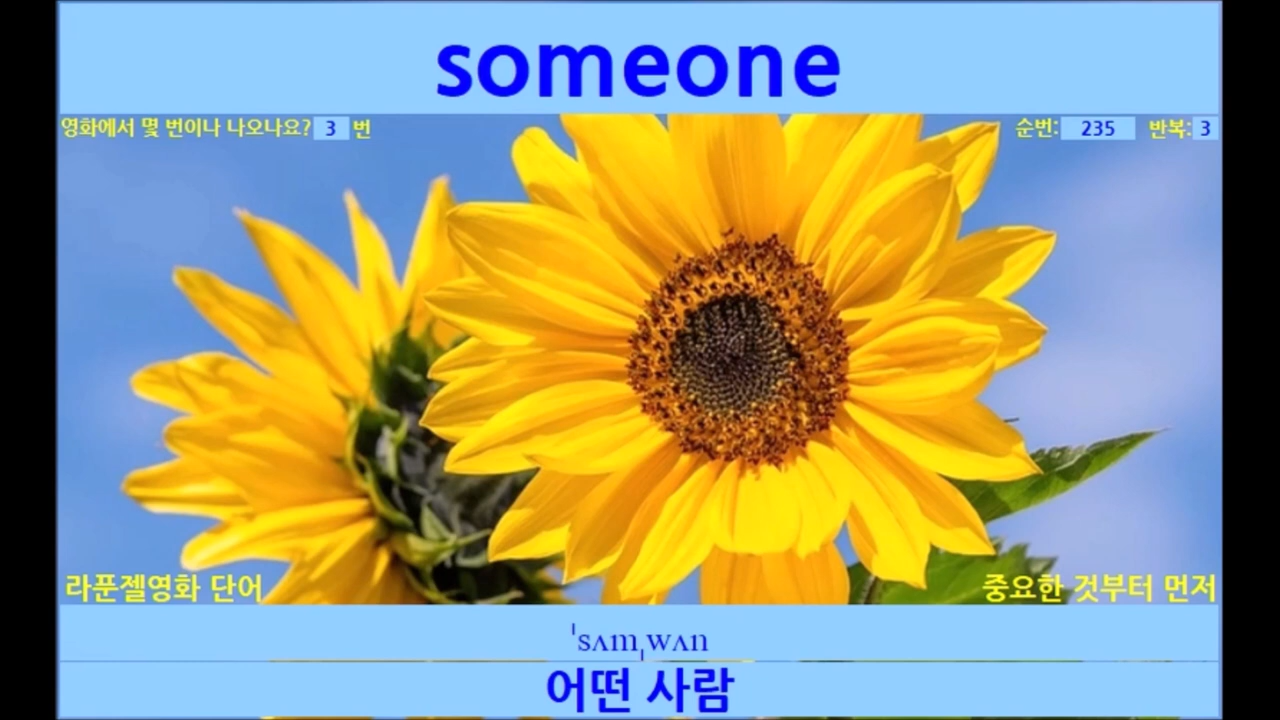 someone
영화에서 몇 번이나 나오나요? 3 번
순번: 235 반복: 3
라푼젤영화 단어
중요한 것부터 먼저
ˈsʌmˌwʌn
어떤 사람